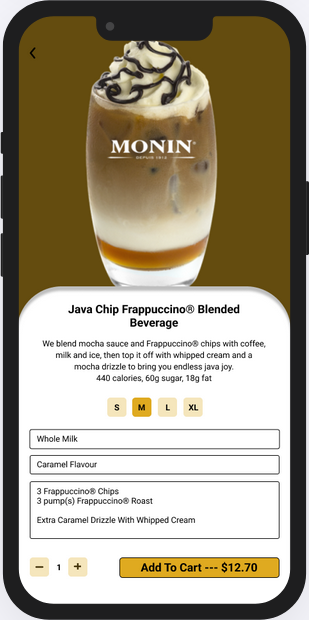 MONIN®
DEPUIS 1912
Java Chip Frappuccino® Blended
Beverage
We blend mocha sauce and Frappuccino® chips with coffee,
milk and ice, then top it off with whipped cream and a
mocha drizzle to bring you endless java joy.
440 calories, 60g sugar, 18g fat
S M L XL
Whole Milk
Caramel Flavour
3 Frappuccino® Chips
3 pump(s) Frappuccino® Roast
Extra Caramel Drizzle With Whipped Cream
− 1 +
Add To Cart --- $12.70